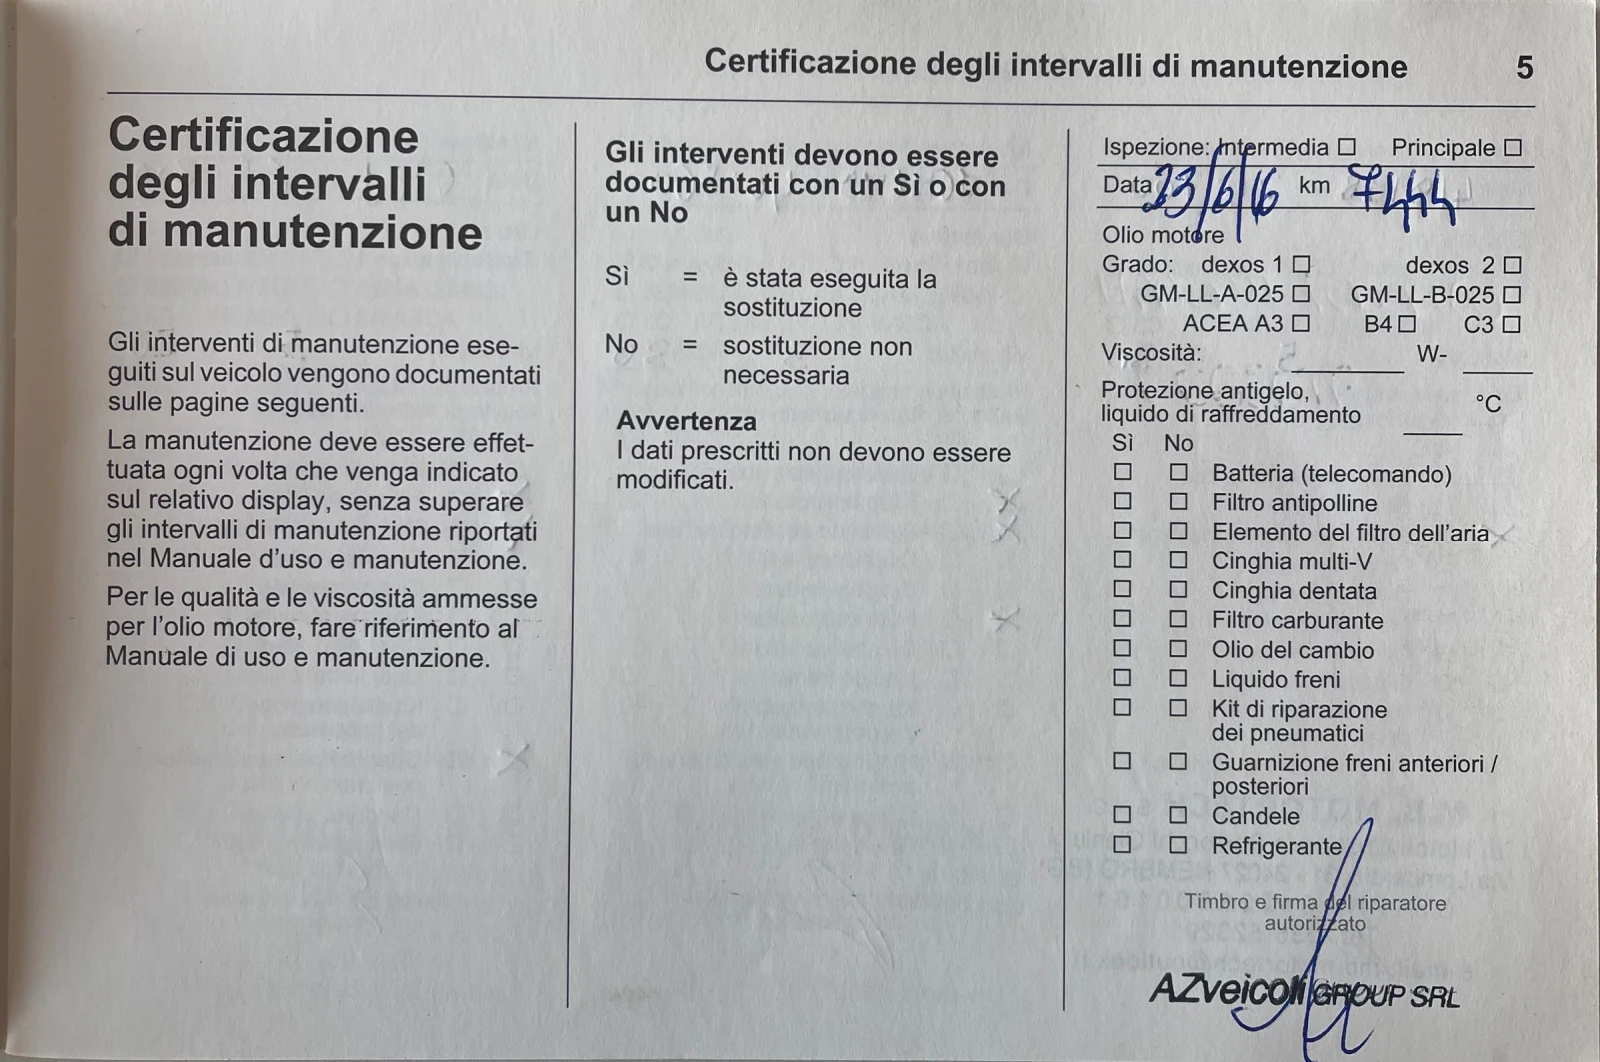 Certificazione degli intervalli di manutenzione 5
Certificazione
degli intervalli
di manutenzione
Gli interventi di manutenzione ese-
guiti sul veicolo vengono documentati
sulle pagine seguenti.
La manutenzione deve essere effet-
tuata ogni volta che venga indicato
sul relativo display, senza superare
gli intervalli di manutenzione riportati
nel Manuale d'uso e manutenzione.
Per le qualità e le viscosità ammesse
per l'olio motore, fare riferimento al
Manuale di uso e manutenzione.
Gli interventi devono essere
documentati con un Sì o con
un No
Sì = è stata eseguita la
sostituzione
No = sostituzione non
necessaria
Avvertenza
I dati prescritti non devono essere
modificati.
Ispezione: Intermedia ☐ Principale ☐
Data 23/6/16 km 7444
Olio motore
Grado: dexos 1 ☐ dexos 2 ☐
GM-LL-A-025 ☐ GM-LL-B-025 ☐
ACEA A3 ☐ B4 ☐ C3 ☐
Viscosità: W-
Protezione antigelo,
liquido di raffreddamento °C
Sì No
☐ ☐ Batteria (telecomando)
☐ ☐ Filtro antipolline
☐ ☐ Elemento del filtro dell'aria
☐ ☐ Cinghia multi-V
☐ ☐ Cinghia dentata
☐ ☐ Filtro carburante
☐ ☐ Olio del cambio
☐ ☐ Liquido freni
☐ ☐ Kit di riparazione
dei pneumatici
☐ ☐ Guarnizione freni anteriori /
posteriori
☐ ☐ Candele
☐ ☐ Refrigerante
Timbro e firma del riparatore
autorizzato
AZveicoli GROUP SRL